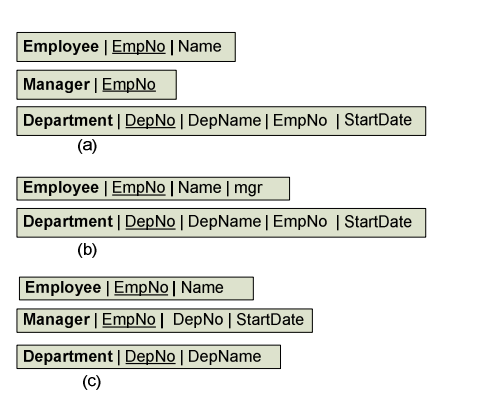 Employee | EmpNo | Name
Manager | EmpNo
Department | DepNo | DepName | EmpNo | StartDate
(a)
Employee | EmpNo | Name | mgr
Department | DepNo | DepName | EmpNo | StartDate
(b)
Employee | EmpNo | Name
Manager | EmpNo | DepNo | StartDate
Department | DepNo | DepName
(c)